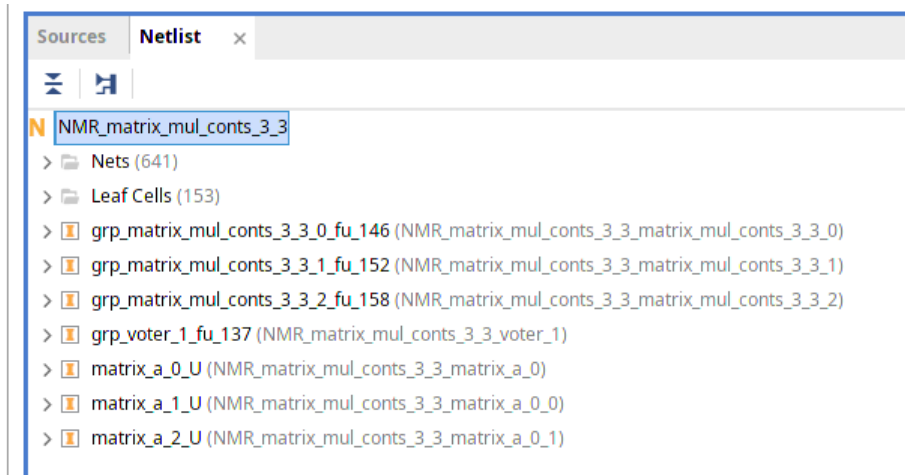 Sources Netlist ×
N NMR_matrix_mul_conts_3_3
Nets (641)
Leaf Cells (153)
grp_matrix_mul_conts_3_3_0_fu_146 (NMR_matrix_mul_conts_3_3_matrix_mul_conts_3_3_0)
grp_matrix_mul_conts_3_3_1_fu_152 (NMR_matrix_mul_conts_3_3_matrix_mul_conts_3_3_1)
grp_matrix_mul_conts_3_3_2_fu_158 (NMR_matrix_mul_conts_3_3_matrix_mul_conts_3_3_2)
grp_voter_1_fu_137 (NMR_matrix_mul_conts_3_3_voter_1)
matrix_a_0_U (NMR_matrix_mul_conts_3_3_matrix_a_0)
matrix_a_1_U (NMR_matrix_mul_conts_3_3_matrix_a_0_0)
matrix_a_2_U (NMR_matrix_mul_conts_3_3_matrix_a_0_1)